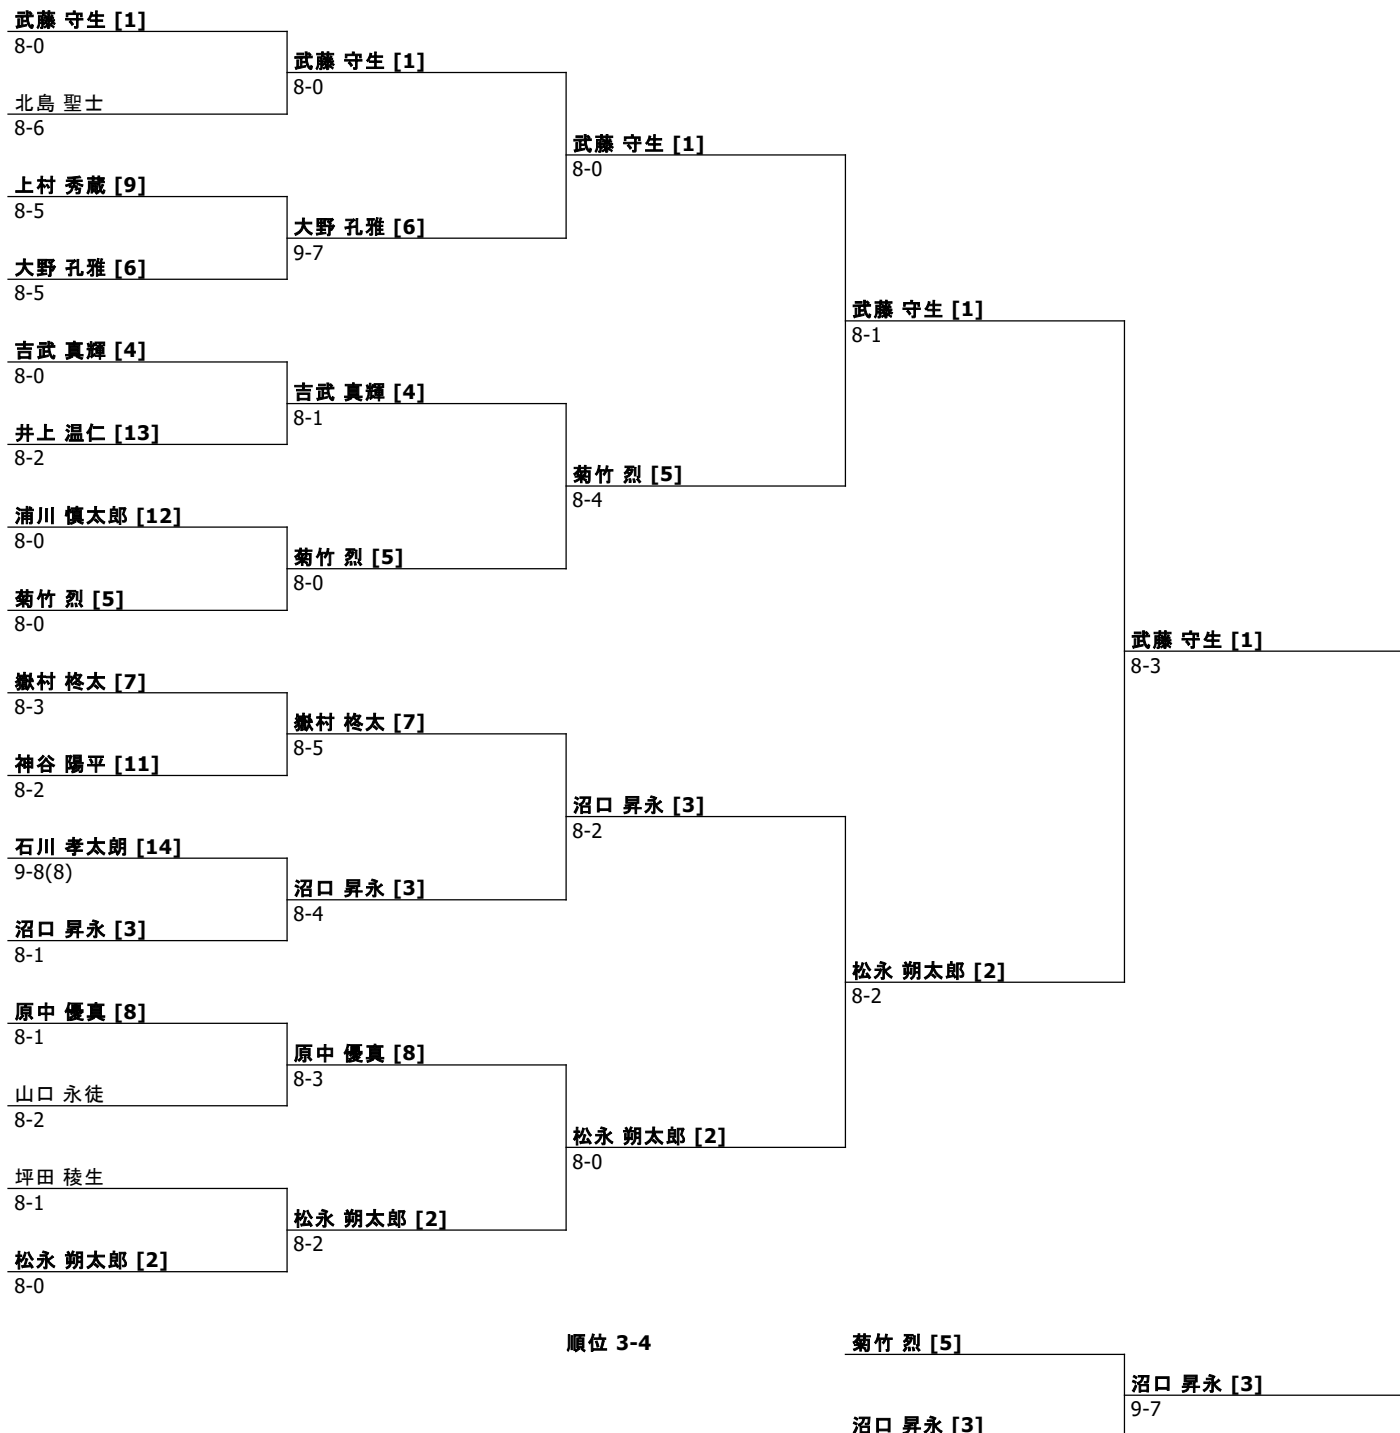 武藤 守生 [1]
8-0
武藤 守生 [1]
8-0
北島 聖士
8-6
武藤 守生 [1]
8-0
上村 秀蔵 [9]
8-5
大野 孔雅 [6]
9-7
大野 孔雅 [6]
8-5
武藤 守生 [1]
8-1
吉武 真輝 [4]
8-0
吉武 真輝 [4]
8-1
井上 温仁 [13]
8-2
菊竹 烈 [5]
8-4
浦川 慎太郎 [12]
8-0
菊竹 烈 [5]
8-0
菊竹 烈 [5]
8-0
武藤 守生 [1]
8-3
嶽村 柊太 [7]
8-3
嶽村 柊太 [7]
8-5
神谷 陽平 [11]
8-2
沼口 昇永 [3]
8-2
石川 孝太朗 [14]
9-8(8)
沼口 昇永 [3]
8-4
沼口 昇永 [3]
8-1
松永 朔太郎 [2]
8-2
原中 優真 [8]
8-1
原中 優真 [8]
8-3
山口 永徒
8-2
松永 朔太郎 [2]
8-0
坪田 稜生
8-1
松永 朔太郎 [2]
8-2
松永 朔太郎 [2]
8-0
順位 3-4
菊竹 烈 [5]
沼口 昇永 [3]
9-7
沼口 昇永 [3]